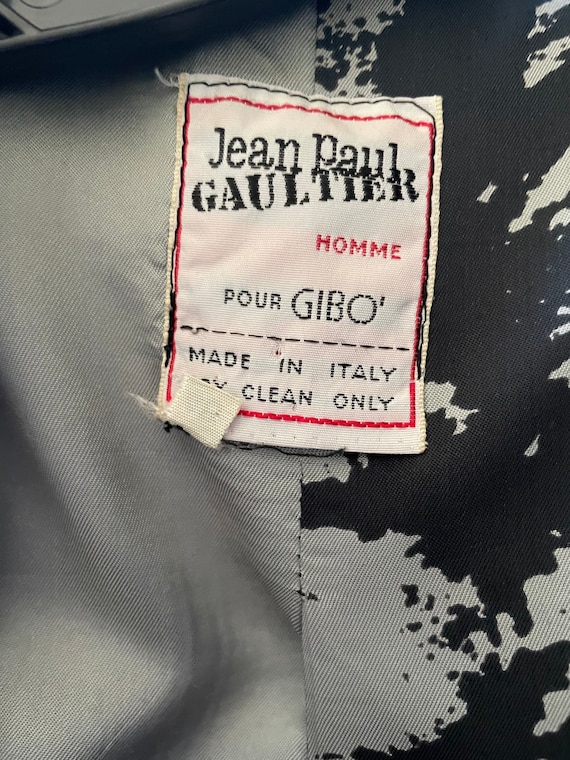 Jean Paul
GAULTIER
HOMME
POUR GIBO'
MADE IN ITALY
CLEAN ONLY